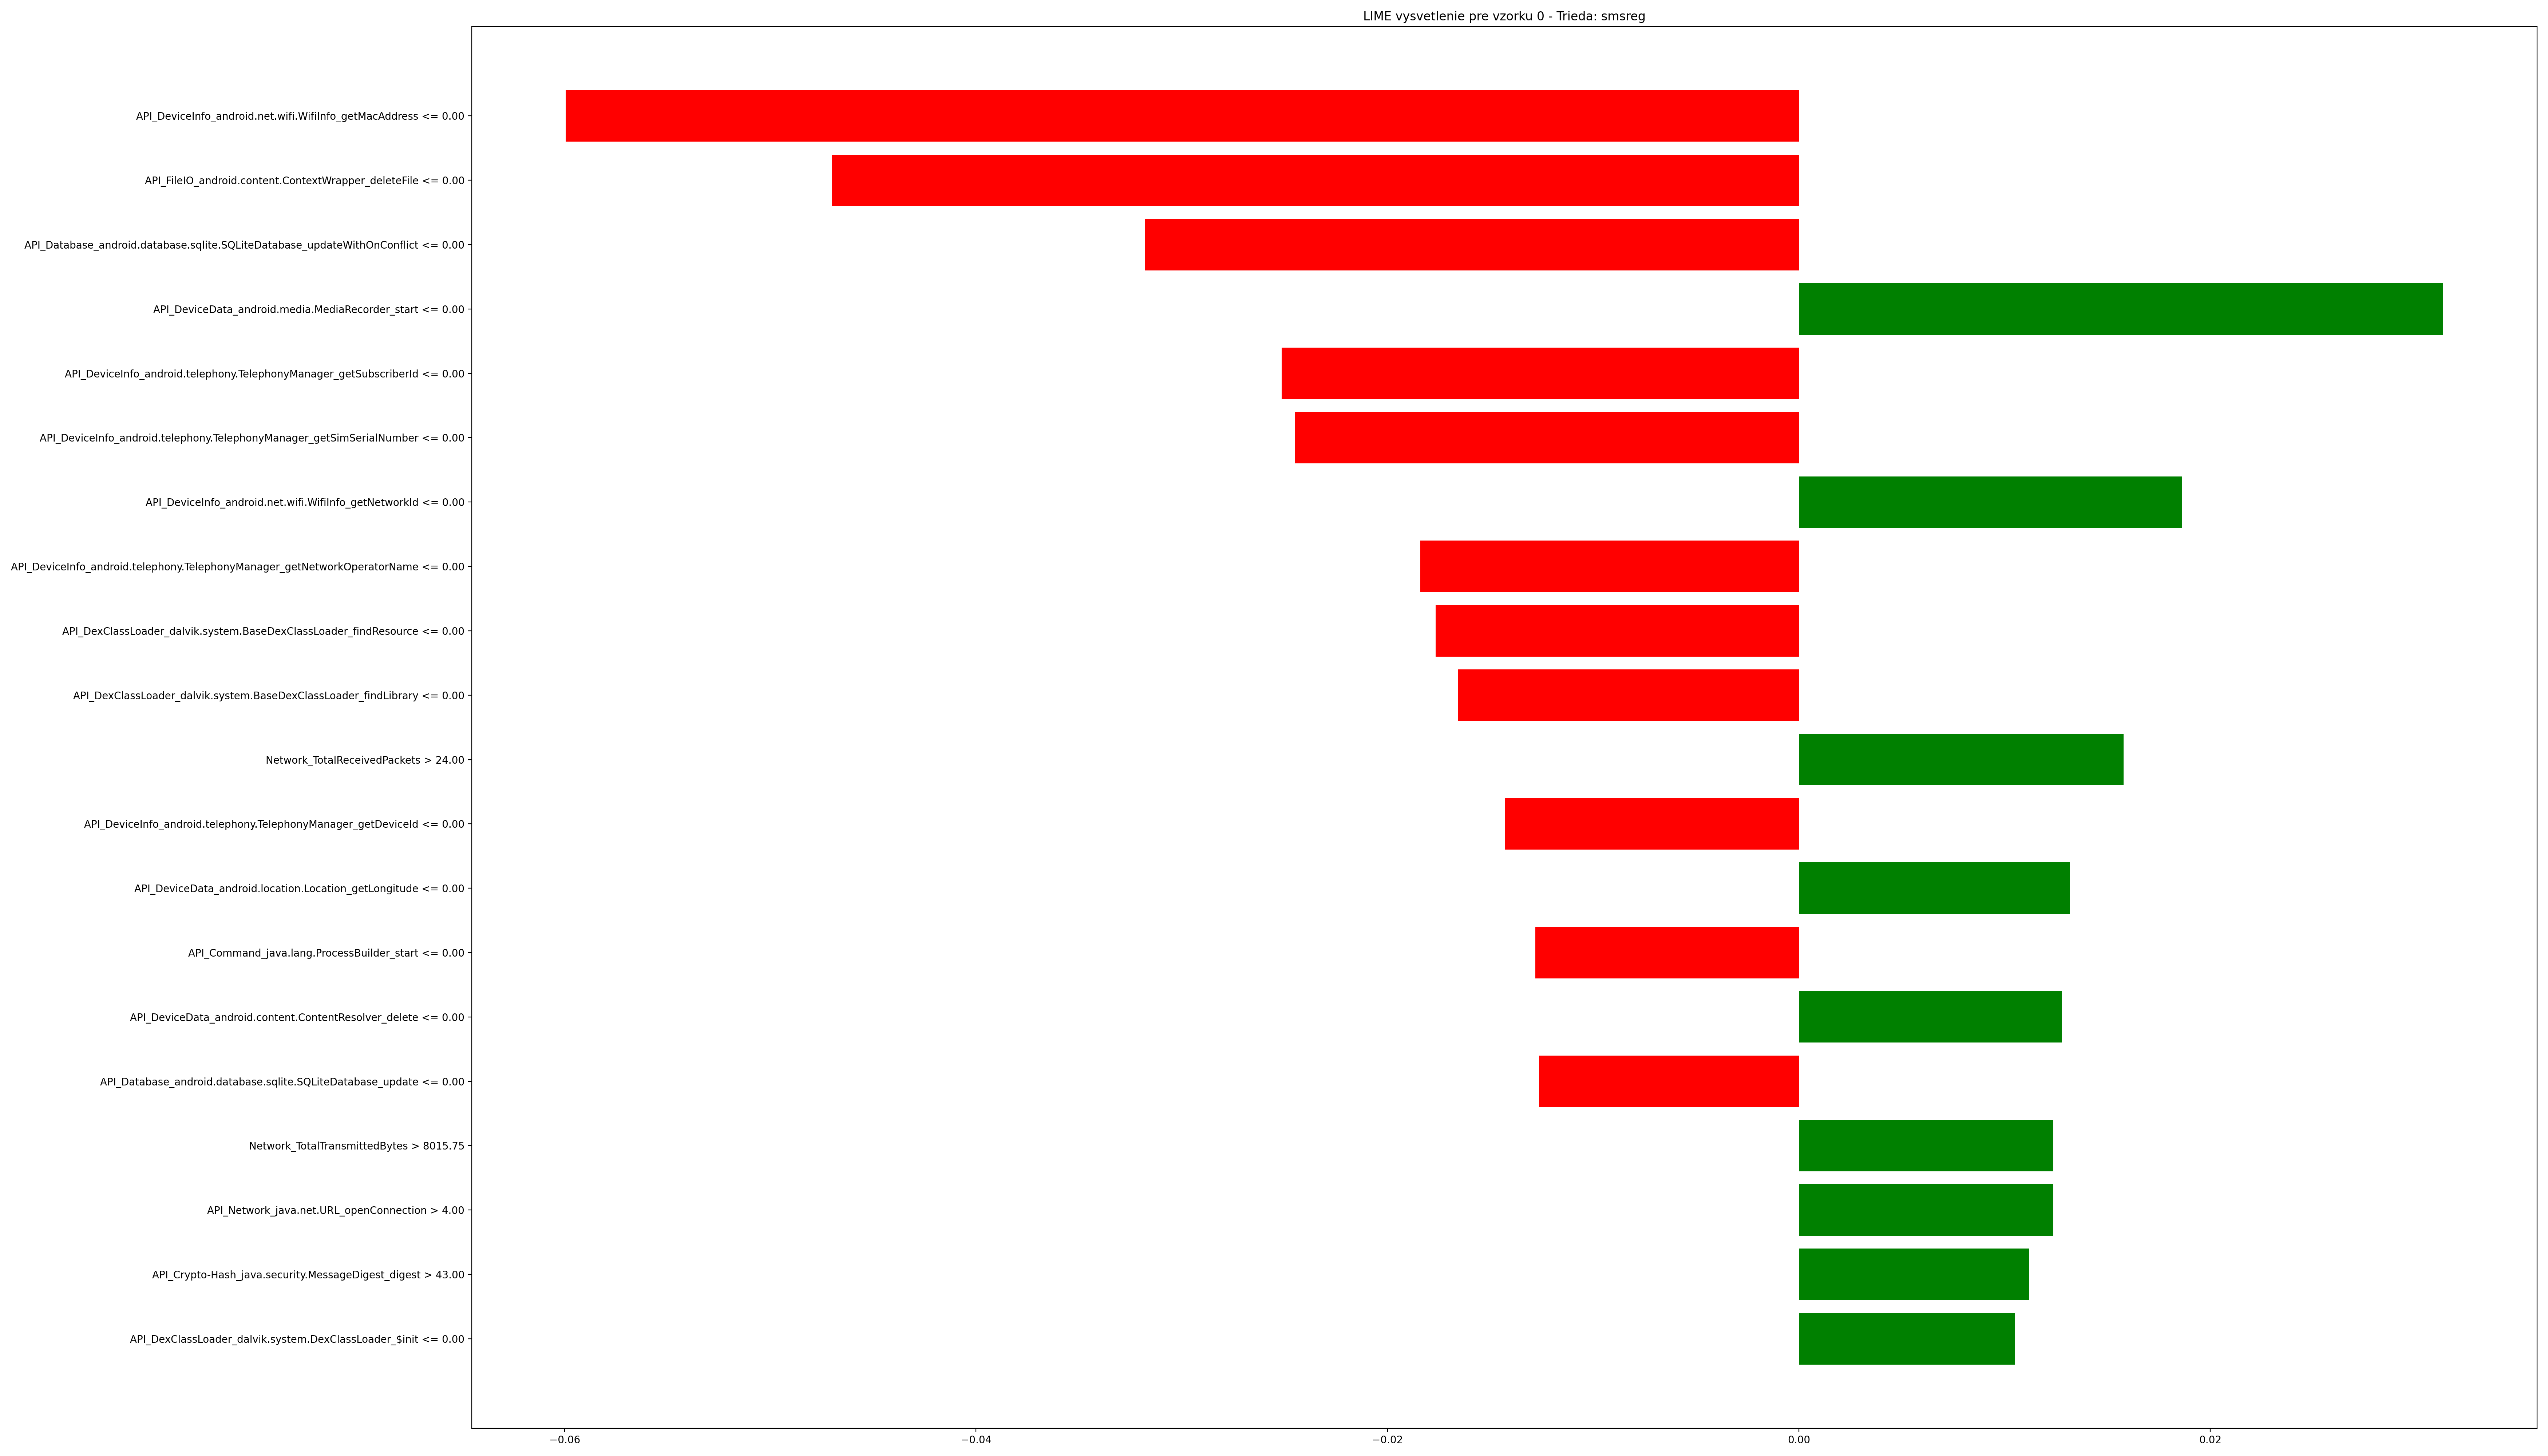 LIME vysvetlenie pre vzorku 0 - Trieda: smsreg
API_DeviceInfo_android.net.wifi.WifiInfo_getMacAddress <= 0.00
API_FileIO_android.content.ContextWrapper_deleteFile <= 0.00
API_Database_android.database.sqlite.SQLiteDatabase_updateWithOnConflict <= 0.00
API_DeviceData_android.media.MediaRecorder_start <= 0.00
API_DeviceInfo_android.telephony.TelephonyManager_getSubscriberId <= 0.00
API_DeviceInfo_android.telephony.TelephonyManager_getSimSerialNumber <= 0.00
API_DeviceInfo_android.net.wifi.WifiInfo_getNetworkId <= 0.00
API_DeviceInfo_android.telephony.TelephonyManager_getNetworkOperatorName <= 0.00
API_DexClassLoader_dalvik.system.BaseDexClassLoader_findResource <= 0.00
API_DexClassLoader_dalvik.system.BaseDexClassLoader_findLibrary <= 0.00
Network_TotalReceivedPackets > 24.00
API_DeviceInfo_android.telephony.TelephonyManager_getDeviceId <= 0.00
API_DeviceData_android.location.Location_getLongitude <= 0.00
API_Command_java.lang.ProcessBuilder_start <= 0.00
API_DeviceData_android.content.ContentResolver_delete <= 0.00
API_Database_android.database.sqlite.SQLiteDatabase_update <= 0.00
Network_TotalTransmittedBytes > 8015.75
API_Network_java.net.URL_openConnection > 4.00
API_Crypto-Hash_java.security.MessageDigest_digest > 43.00
API_DexClassLoader_dalvik.system.DexClassLoader_$init <= 0.00
−0.06 −0.04 −0.02 0.00 0.02